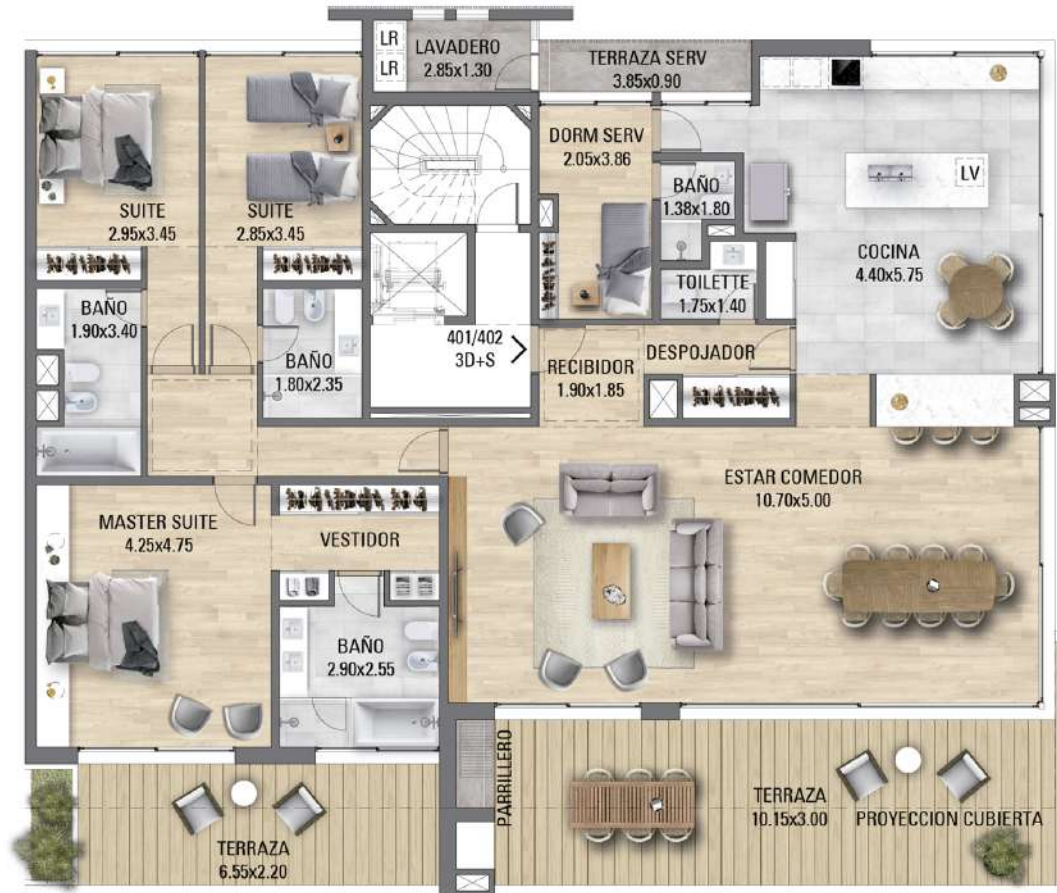 LR
LR
LAVADERO
2.85x1.30
TERRAZA SERV
3.85x0.90
DORM SERV
2.05x3.86
BAÑO
1.38x1.80
LV
SUITE
2.95x3.45
SUITE
2.85x3.45
COCINA
4.40x5.75
TOILETTE
1.75x1.40
BAÑO
1.90x3.40
BAÑO
1.80x2.35
401/402
3D+S
RECIBIDOR
1.90x1.85
DESPOJADOR
ESTAR COMEDOR
10.70x5.00
MASTER SUITE
4.25x4.75
VESTIDOR
BAÑO
2.90x2.55
PARRILLERO
TERRAZA
10.15x3.00
PROYECCION CUBIERTA
TERRAZA
6.55x2.20